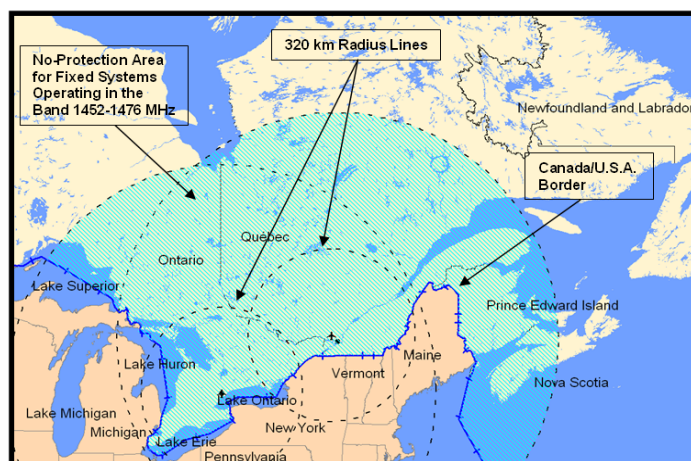 No-Protection Area
for Fixed Systems
Operating in the
Band 1452-1476 MHz
320 km Radius Lines
Newfoundland and Labrador
Canada/U.S.A.
Border
Québec
Ontario
Lake Superior
Prince Edward Island
Lake Huron
Maine
Vermont
Nova Scotia
Lake Ontario
Lake Michigan
Michigan
New York
Lake Erie
Pennsylvania